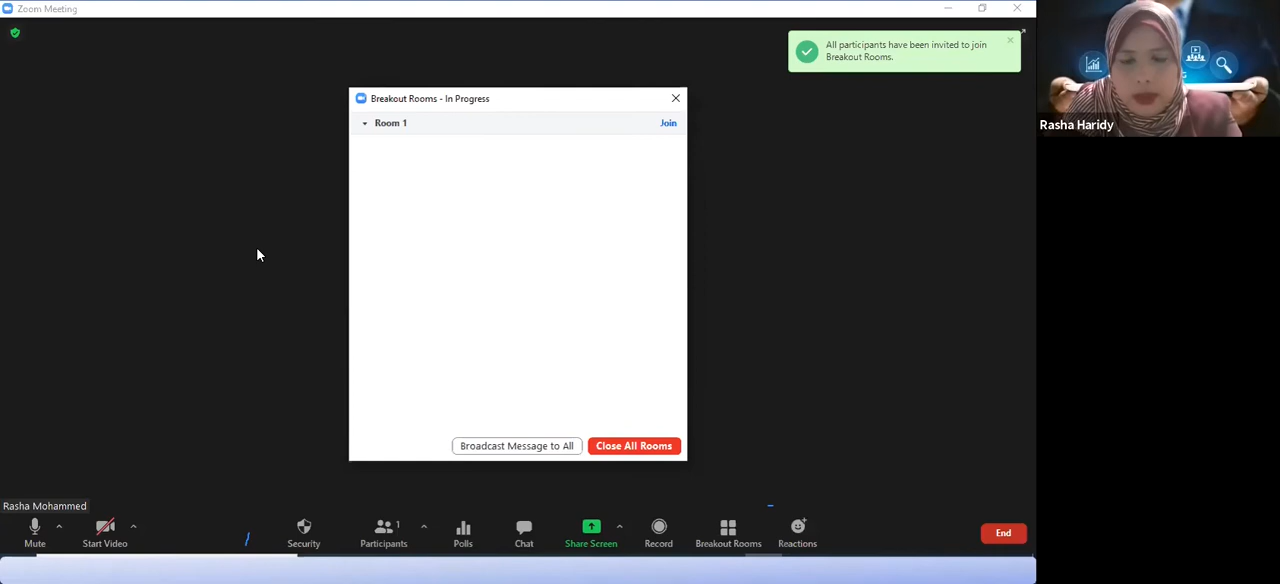 Zoom Meeting
All participants have been invited to join
Breakout Rooms.
Breakout Rooms - In Progress
Room 1
Join
Rasha Haridy
Broadcast Message to All
Close All Rooms
Rasha Mohammed
1
Mute
Start Video
Security
Participants
Polls
Chat
Share Screen
Record
Breakout Rooms
Reactions
End